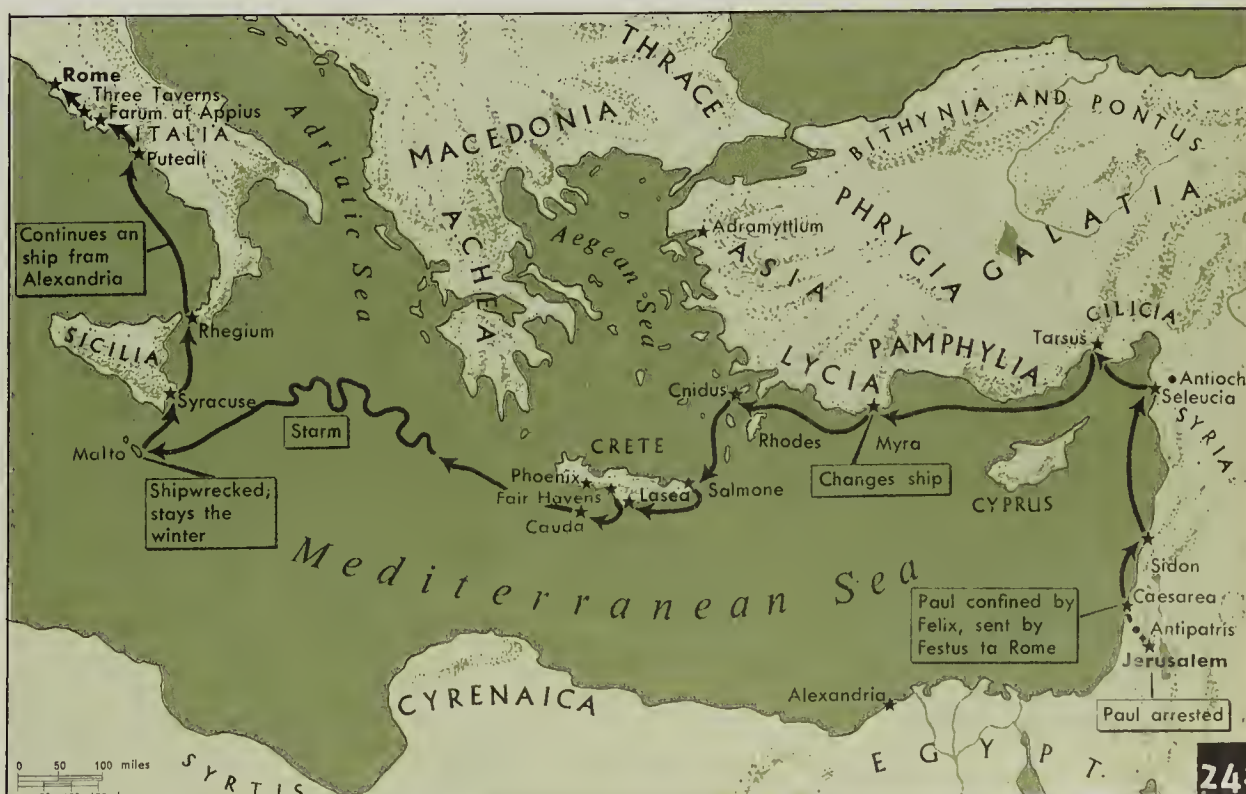 THRACE
MACEDONIA
BITHYNIA AND PONTUS
Rome
Three Taverns
Farum af Appius
ITALIA
Puteali
Adriatic Sea
ACHEA
Aegean Sea
Adramyttlum
ASIA
PHRYGIA
GALATIA
Continues an
ship fram
Alexandria
Rhegium
SICILIA
Syracuse
Starm
Malto
Shipwrecked;
stays the
winter
CILICIA
Tarsus
PAMPHYLIA
LYCIA
Antioch
Seleucia
SYRIA
Cnidus
Rhodes
Myra
Changes ship
CYPRUS
CRETE
Phoenix
Fair Havens
Lasea
Salmone
Cauda
Mediterranean Sea
Sidon
Caesarea
Paul confined by
Felix, sent by
Festus ta Rome
Antipatris
Jerusalem
Paul arrested
Alexandria
CYRENAICA
EGYPT
SYRTIS
0 50 100 miles
24